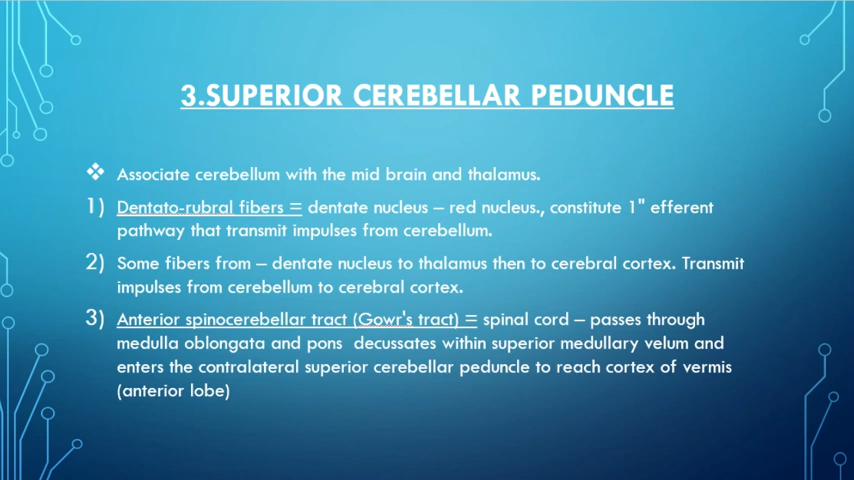 3.SUPERIOR CEREBELLAR PEDUNCLE
❖ Associate cerebellum with the mid brain and thalamus.
1) Dentato-rubral fibers = dentate nucleus – red nucleus., constitute 1" efferent
pathway that transmit impulses from cerebellum.
2) Some fibers from – dentate nucleus to thalamus then to cerebral cortex. Transmit
impulses from cerebellum to cerebral cortex.
3) Anterior spinocerebellar tract (Gowr's tract) = spinal cord – passes through
medulla oblongata and pons decussates within superior medullary velum and
enters the contralateral superior cerebellar peduncle to reach cortex of vermis
(anterior lobe)